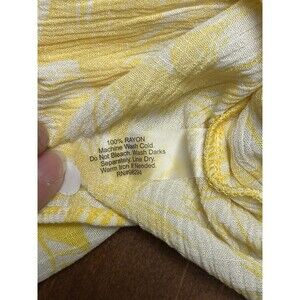 100% RAYON
Machine Wash Cold.
Do Not Bleach. Wash Darks
Separately. Line Dry.
Warm Iron If Needed.